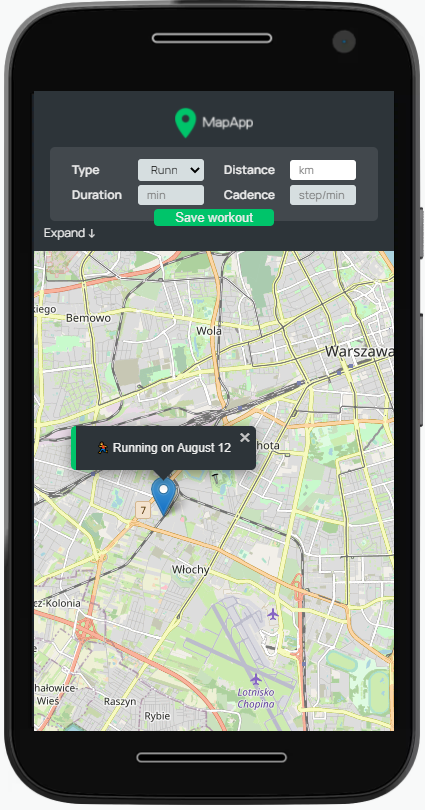 MapApp
Type Runn Distance km
Duration min Cadence step/min
Save workout
Expand ↓
kiego
Bemowo
Wola
Warszawa
🏃 Running on August 12 ×
hota
7
Włochy
cz-Kolonia
hałowice-
Wieś
Raszyn
Rybie
Lotnisko
Chopina